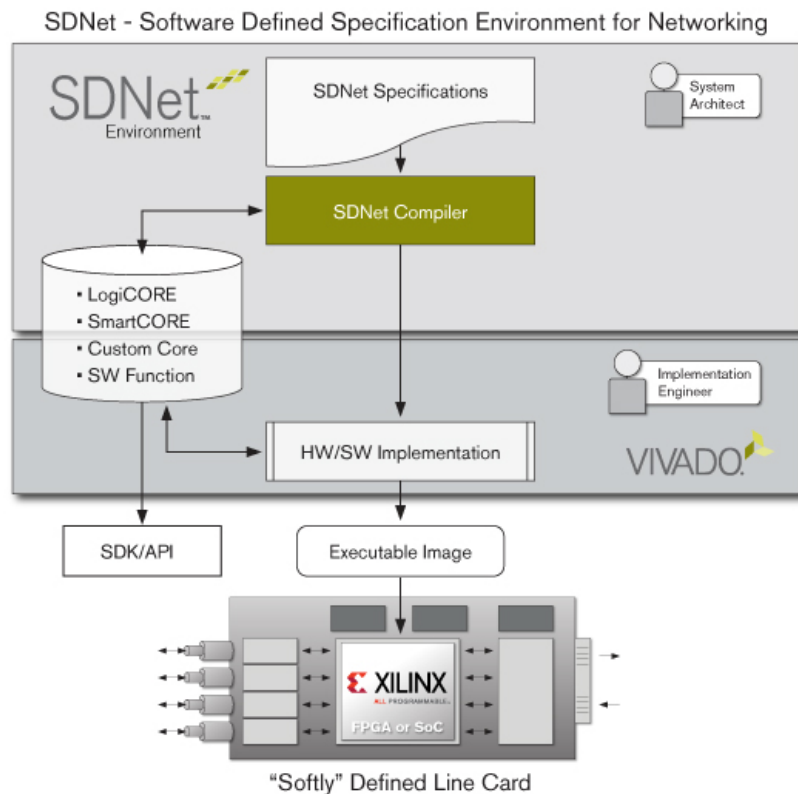 SDNet - Software Defined Specification Environment for Networking
SDNet™
Environment
SDNet Specifications
System
Architect
SDNet Compiler
▪ LogiCORE
▪ SmartCORE
▪ Custom Core
▪ SW Function
Implementation
Engineer
HW/SW Implementation
VIVADO.
SDK/API
Executable Image
XILINX
ALL PROGRAMMABLE™
FPGA or SoC
“Softly” Defined Line Card